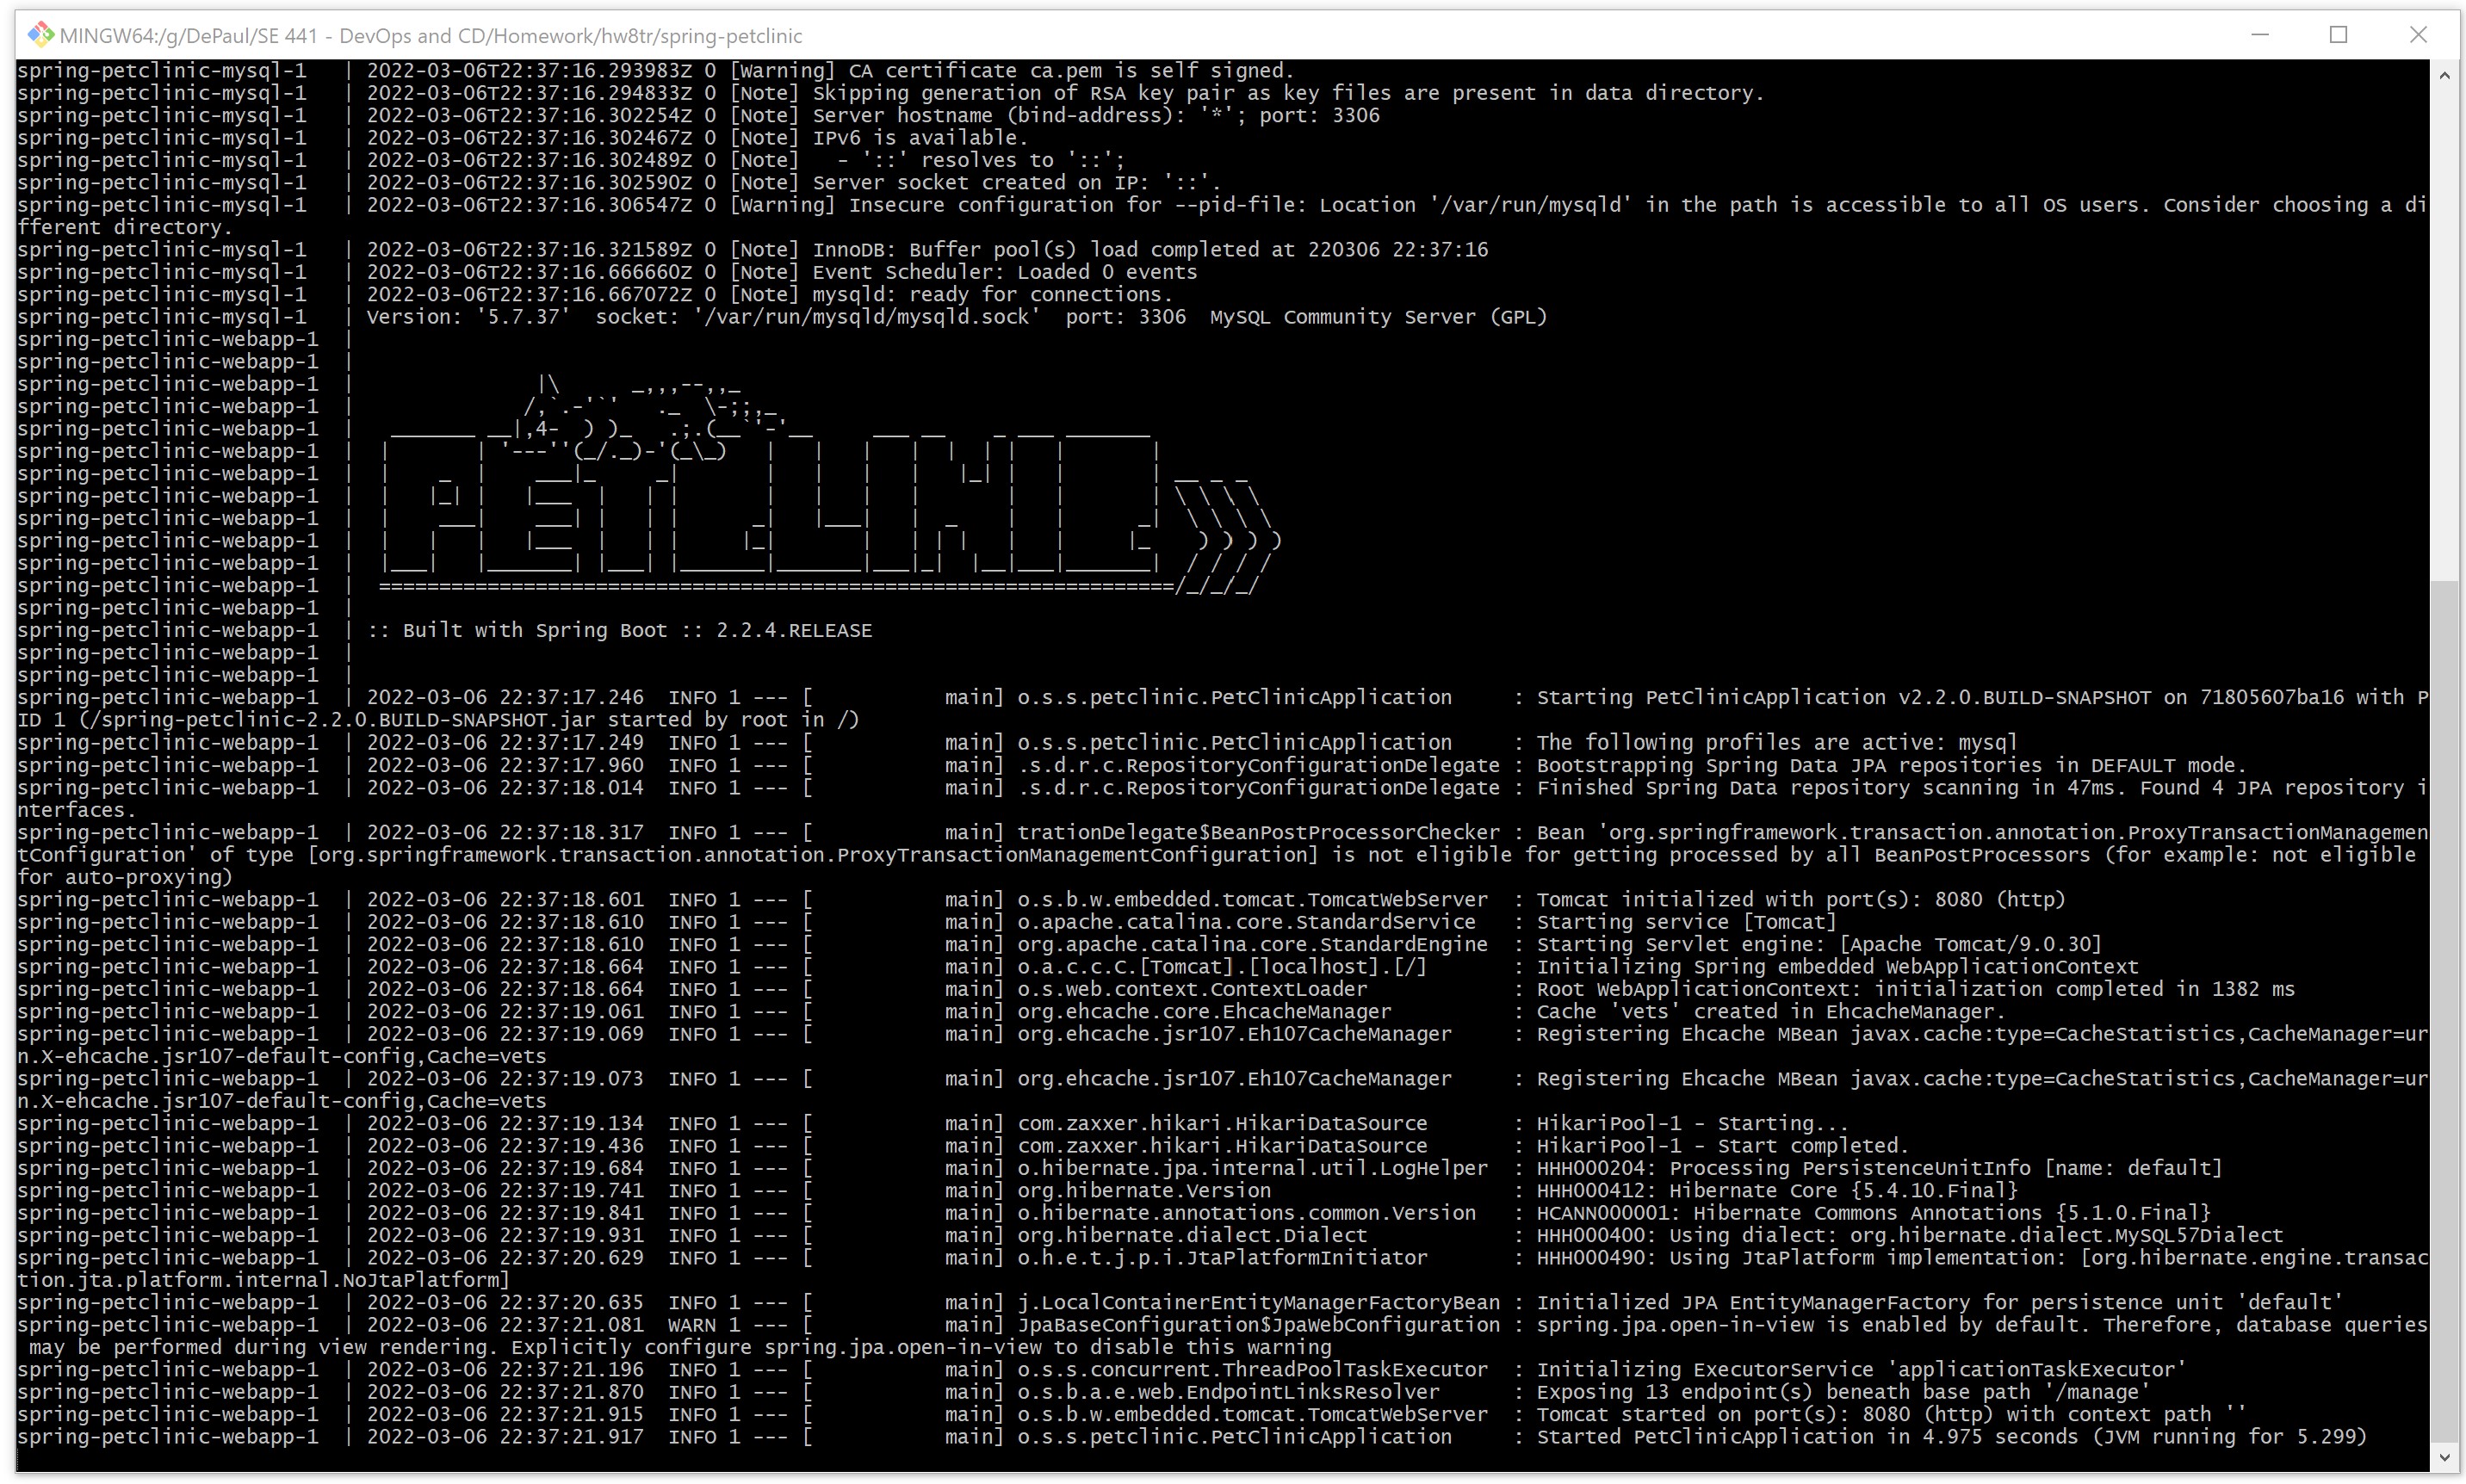 MINGW64:/g/DePaul/SE 441 - DevOps and CD/Homework/hw8tr/spring-petclinic
spring-petclinic-mysql-1   | 2022-03-06T22:37:16.293983Z 0 [Warning] CA certificate ca.pem is self signed.
spring-petclinic-mysql-1   | 2022-03-06T22:37:16.294833Z 0 [Note] Skipping generation of RSA key pair as key files are present in data directory.
spring-petclinic-mysql-1   | 2022-03-06T22:37:16.302254Z 0 [Note] Server hostname (bind-address): '*'; port: 3306
spring-petclinic-mysql-1   | 2022-03-06T22:37:16.302467Z 0 [Note] IPv6 is available.
spring-petclinic-mysql-1   | 2022-03-06T22:37:16.302489Z 0 [Note]   - '::' resolves to '::';
spring-petclinic-mysql-1   | 2022-03-06T22:37:16.302590Z 0 [Note] Server socket created on IP: '::'.
spring-petclinic-mysql-1   | 2022-03-06T22:37:16.306547Z 0 [Warning] Insecure configuration for --pid-file: Location '/var/run/mysqld' in the path is accessible to all OS users. Consider choosing a di
fferent directory.
spring-petclinic-mysql-1   | 2022-03-06T22:37:16.321589Z 0 [Note] InnoDB: Buffer pool(s) load completed at 220306 22:37:16
spring-petclinic-mysql-1   | 2022-03-06T22:37:16.666660Z 0 [Note] Event Scheduler: Loaded 0 events
spring-petclinic-mysql-1   | 2022-03-06T22:37:16.667072Z 0 [Note] mysqld: ready for connections.
spring-petclinic-mysql-1   | Version: '5.7.37'  socket: '/var/run/mysqld/mysqld.sock'  port: 3306  MySQL Community Server (GPL)
spring-petclinic-webapp-1  |
spring-petclinic-webapp-1  |
spring-petclinic-webapp-1  |               |\      _,,,--,,_
spring-petclinic-webapp-1  |              /,`.-'`'   ._  \-;;,_
spring-petclinic-webapp-1  |   _______ __|,4-  ) )_   .;.(__`'-'__     ___ __    _ ___ _______
spring-petclinic-webapp-1  |  |       | '---''(_/._)-'(_\_)   |   |   |   |  |  | |   |       |
spring-petclinic-webapp-1  |  |    _  |    ___|_     _|       |   |   |   |   |_| |   |       | __ _ _
spring-petclinic-webapp-1  |  |   |_| |   |___  |   | |       |   |   |   |       |   |       | \ \ \ \
spring-petclinic-webapp-1  |  |    ___|    ___| |   | |      _|   |___|   |  _    |   |      _|  \ \ \ \
spring-petclinic-webapp-1  |  |   |   |   |___  |   | |     |_|       |   | | |   |   |     |_    ) ) ) )
spring-petclinic-webapp-1  |  |___|   |_______| |___| |_______|_______|___|_|  |__|___|_______|  / / / /
spring-petclinic-webapp-1  |  ==================================================================/_/_/_/
spring-petclinic-webapp-1  |
spring-petclinic-webapp-1  | :: Built with Spring Boot :: 2.2.4.RELEASE
spring-petclinic-webapp-1  |
spring-petclinic-webapp-1  |
spring-petclinic-webapp-1  | 2022-03-06 22:37:17.246  INFO 1 --- [           main] o.s.s.petclinic.PetClinicApplication     : Starting PetClinicApplication v2.2.0.BUILD-SNAPSHOT on 71805607ba16 with P
ID 1 (/spring-petclinic-2.2.0.BUILD-SNAPSHOT.jar started by root in /)
spring-petclinic-webapp-1  | 2022-03-06 22:37:17.249  INFO 1 --- [           main] o.s.s.petclinic.PetClinicApplication     : The following profiles are active: mysql
spring-petclinic-webapp-1  | 2022-03-06 22:37:17.960  INFO 1 --- [           main] .s.d.r.c.RepositoryConfigurationDelegate : Bootstrapping Spring Data JPA repositories in DEFAULT mode.
spring-petclinic-webapp-1  | 2022-03-06 22:37:18.014  INFO 1 --- [           main] .s.d.r.c.RepositoryConfigurationDelegate : Finished Spring Data repository scanning in 47ms. Found 4 JPA repository i
nterfaces.
spring-petclinic-webapp-1  | 2022-03-06 22:37:18.317  INFO 1 --- [           main] trationDelegate$BeanPostProcessorChecker : Bean 'org.springframework.transaction.annotation.ProxyTransactionManagemen
tConfiguration' of type [org.springframework.transaction.annotation.ProxyTransactionManagementConfiguration] is not eligible for getting processed by all BeanPostProcessors (for example: not eligible
for auto-proxying)
spring-petclinic-webapp-1  | 2022-03-06 22:37:18.601  INFO 1 --- [           main] o.s.b.w.embedded.tomcat.TomcatWebServer  : Tomcat initialized with port(s): 8080 (http)
spring-petclinic-webapp-1  | 2022-03-06 22:37:18.610  INFO 1 --- [           main] o.apache.catalina.core.StandardService   : Starting service [Tomcat]
spring-petclinic-webapp-1  | 2022-03-06 22:37:18.610  INFO 1 --- [           main] org.apache.catalina.core.StandardEngine  : Starting Servlet engine: [Apache Tomcat/9.0.30]
spring-petclinic-webapp-1  | 2022-03-06 22:37:18.664  INFO 1 --- [           main] o.a.c.c.C.[Tomcat].[localhost].[/]       : Initializing Spring embedded WebApplicationContext
spring-petclinic-webapp-1  | 2022-03-06 22:37:18.664  INFO 1 --- [           main] o.s.web.context.ContextLoader            : Root WebApplicationContext: initialization completed in 1382 ms
spring-petclinic-webapp-1  | 2022-03-06 22:37:19.061  INFO 1 --- [           main] org.ehcache.core.EhcacheManager          : Cache 'vets' created in EhcacheManager.
spring-petclinic-webapp-1  | 2022-03-06 22:37:19.069  INFO 1 --- [           main] org.ehcache.jsr107.Eh107CacheManager     : Registering Ehcache MBean javax.cache:type=CacheStatistics,CacheManager=ur
n.X-ehcache.jsr107-default-config,Cache=vets
spring-petclinic-webapp-1  | 2022-03-06 22:37:19.073  INFO 1 --- [           main] org.ehcache.jsr107.Eh107CacheManager     : Registering Ehcache MBean javax.cache:type=CacheStatistics,CacheManager=ur
n.X-ehcache.jsr107-default-config,Cache=vets
spring-petclinic-webapp-1  | 2022-03-06 22:37:19.134  INFO 1 --- [           main] com.zaxxer.hikari.HikariDataSource       : HikariPool-1 - Starting...
spring-petclinic-webapp-1  | 2022-03-06 22:37:19.436  INFO 1 --- [           main] com.zaxxer.hikari.HikariDataSource       : HikariPool-1 - Start completed.
spring-petclinic-webapp-1  | 2022-03-06 22:37:19.684  INFO 1 --- [           main] o.hibernate.jpa.internal.util.LogHelper  : HHH000204: Processing PersistenceUnitInfo [name: default]
spring-petclinic-webapp-1  | 2022-03-06 22:37:19.741  INFO 1 --- [           main] org.hibernate.Version                    : HHH000412: Hibernate Core {5.4.10.Final}
spring-petclinic-webapp-1  | 2022-03-06 22:37:19.841  INFO 1 --- [           main] o.hibernate.annotations.common.Version   : HCANN000001: Hibernate Commons Annotations {5.1.0.Final}
spring-petclinic-webapp-1  | 2022-03-06 22:37:19.931  INFO 1 --- [           main] org.hibernate.dialect.Dialect            : HHH000400: Using dialect: org.hibernate.dialect.MySQL57Dialect
spring-petclinic-webapp-1  | 2022-03-06 22:37:20.629  INFO 1 --- [           main] o.h.e.t.j.p.i.JtaPlatformInitiator       : HHH000490: Using JtaPlatform implementation: [org.hibernate.engine.transac
tion.jta.platform.internal.NoJtaPlatform]
spring-petclinic-webapp-1  | 2022-03-06 22:37:20.635  INFO 1 --- [           main] j.LocalContainerEntityManagerFactoryBean : Initialized JPA EntityManagerFactory for persistence unit 'default'
spring-petclinic-webapp-1  | 2022-03-06 22:37:21.081  WARN 1 --- [           main] JpaBaseConfiguration$JpaWebConfiguration : spring.jpa.open-in-view is enabled by default. Therefore, database queries
 may be performed during view rendering. Explicitly configure spring.jpa.open-in-view to disable this warning
spring-petclinic-webapp-1  | 2022-03-06 22:37:21.196  INFO 1 --- [           main] o.s.s.concurrent.ThreadPoolTaskExecutor  : Initializing ExecutorService 'applicationTaskExecutor'
spring-petclinic-webapp-1  | 2022-03-06 22:37:21.870  INFO 1 --- [           main] o.s.b.a.e.web.EndpointLinksResolver      : Exposing 13 endpoint(s) beneath base path '/manage'
spring-petclinic-webapp-1  | 2022-03-06 22:37:21.915  INFO 1 --- [           main] o.s.b.w.embedded.tomcat.TomcatWebServer  : Tomcat started on port(s): 8080 (http) with context path ''
spring-petclinic-webapp-1  | 2022-03-06 22:37:21.917  INFO 1 --- [           main] o.s.s.petclinic.PetClinicApplication     : Started PetClinicApplication in 4.975 seconds (JVM running for 5.299)